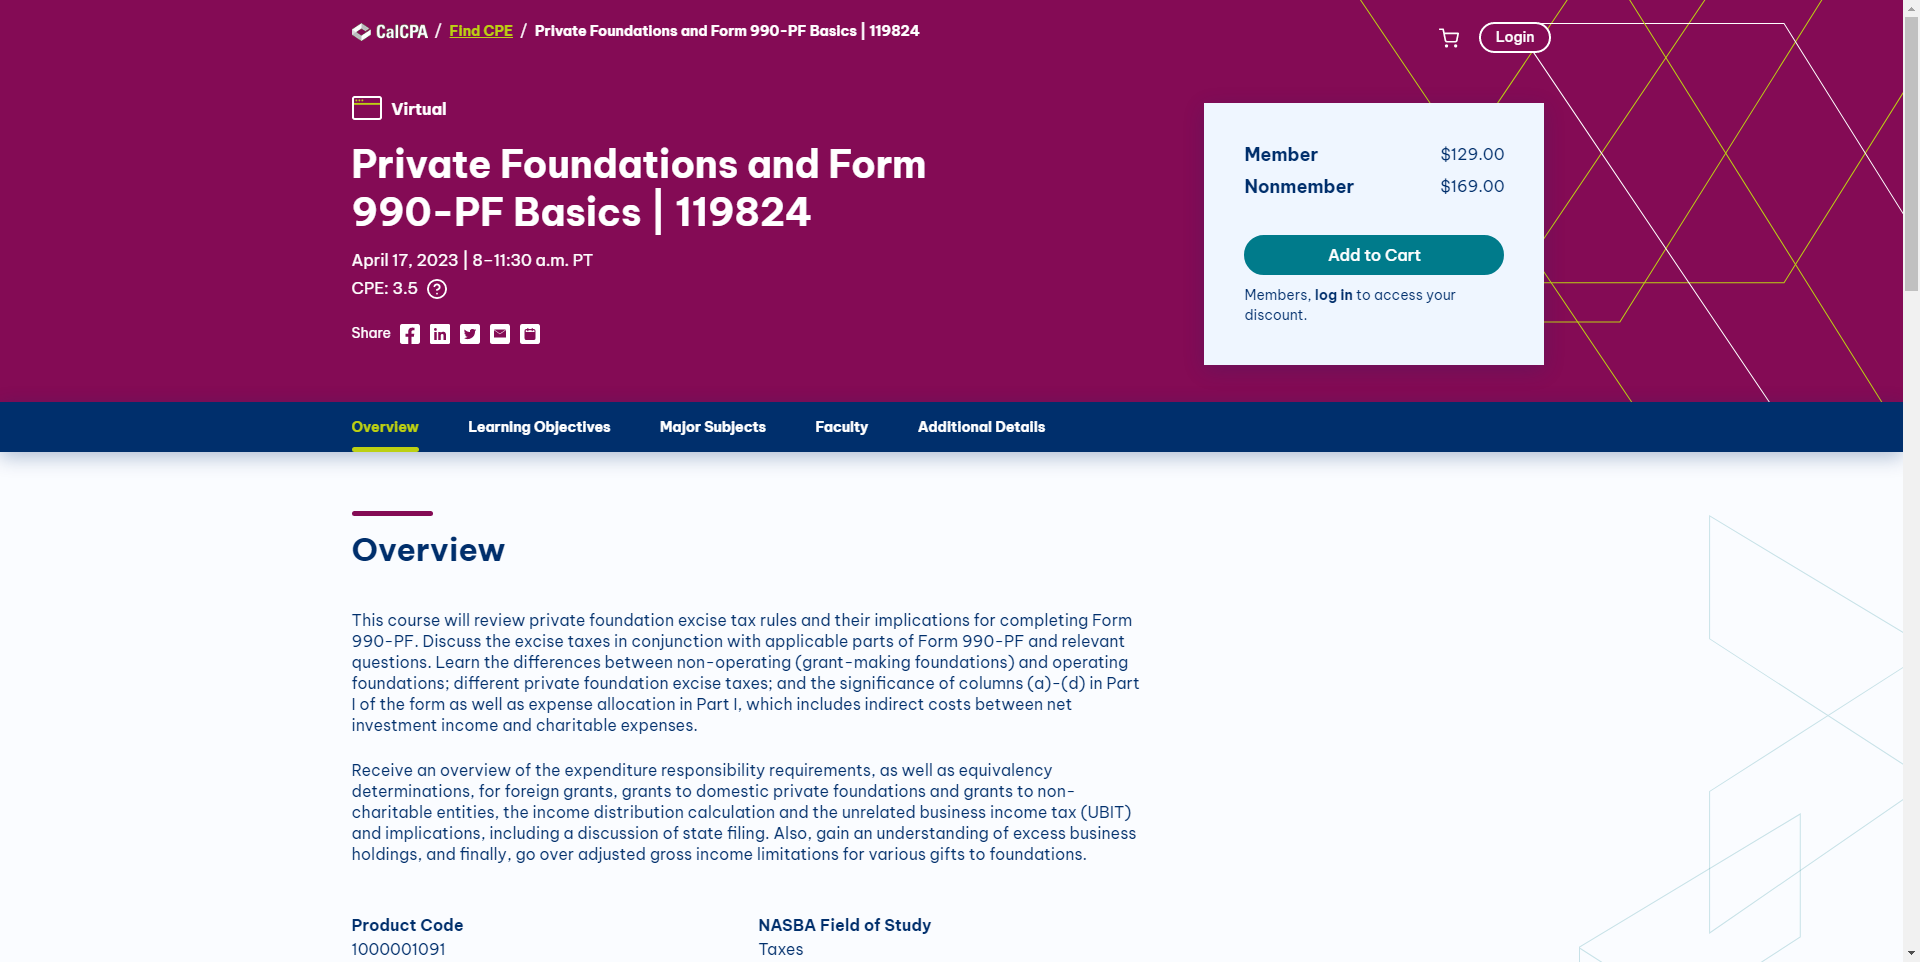 CalCPA / Find CPE / Private Foundations and Form 990-PF Basics | 119824
Login
Virtual
Private Foundations and Form
990-PF Basics | 119824
April 17, 2023 | 8–11:30 a.m. PT
CPE: 3.5 ?
Share
Member $129.00
Nonmember $169.00
Add to Cart
Members, log in to access your
discount.
Overview Learning Objectives Major Subjects Faculty Additional Details
Overview
This course will review private foundation excise tax rules and their implications for completing Form
990-PF. Discuss the excise taxes in conjunction with applicable parts of Form 990-PF and relevant
questions. Learn the differences between non-operating (grant-making foundations) and operating
foundations; different private foundation excise taxes; and the significance of columns (a)-(d) in Part
I of the form as well as expense allocation in Part I, which includes indirect costs between net
investment income and charitable expenses.
Receive an overview of the expenditure responsibility requirements, as well as equivalency
determinations, for foreign grants, grants to domestic private foundations and grants to non-
charitable entities, the income distribution calculation and the unrelated business income tax (UBIT)
and implications, including a discussion of state filing. Also, gain an understanding of excess business
holdings, and finally, go over adjusted gross income limitations for various gifts to foundations.
Product Code
1000001091
NASBA Field of Study
Taxes